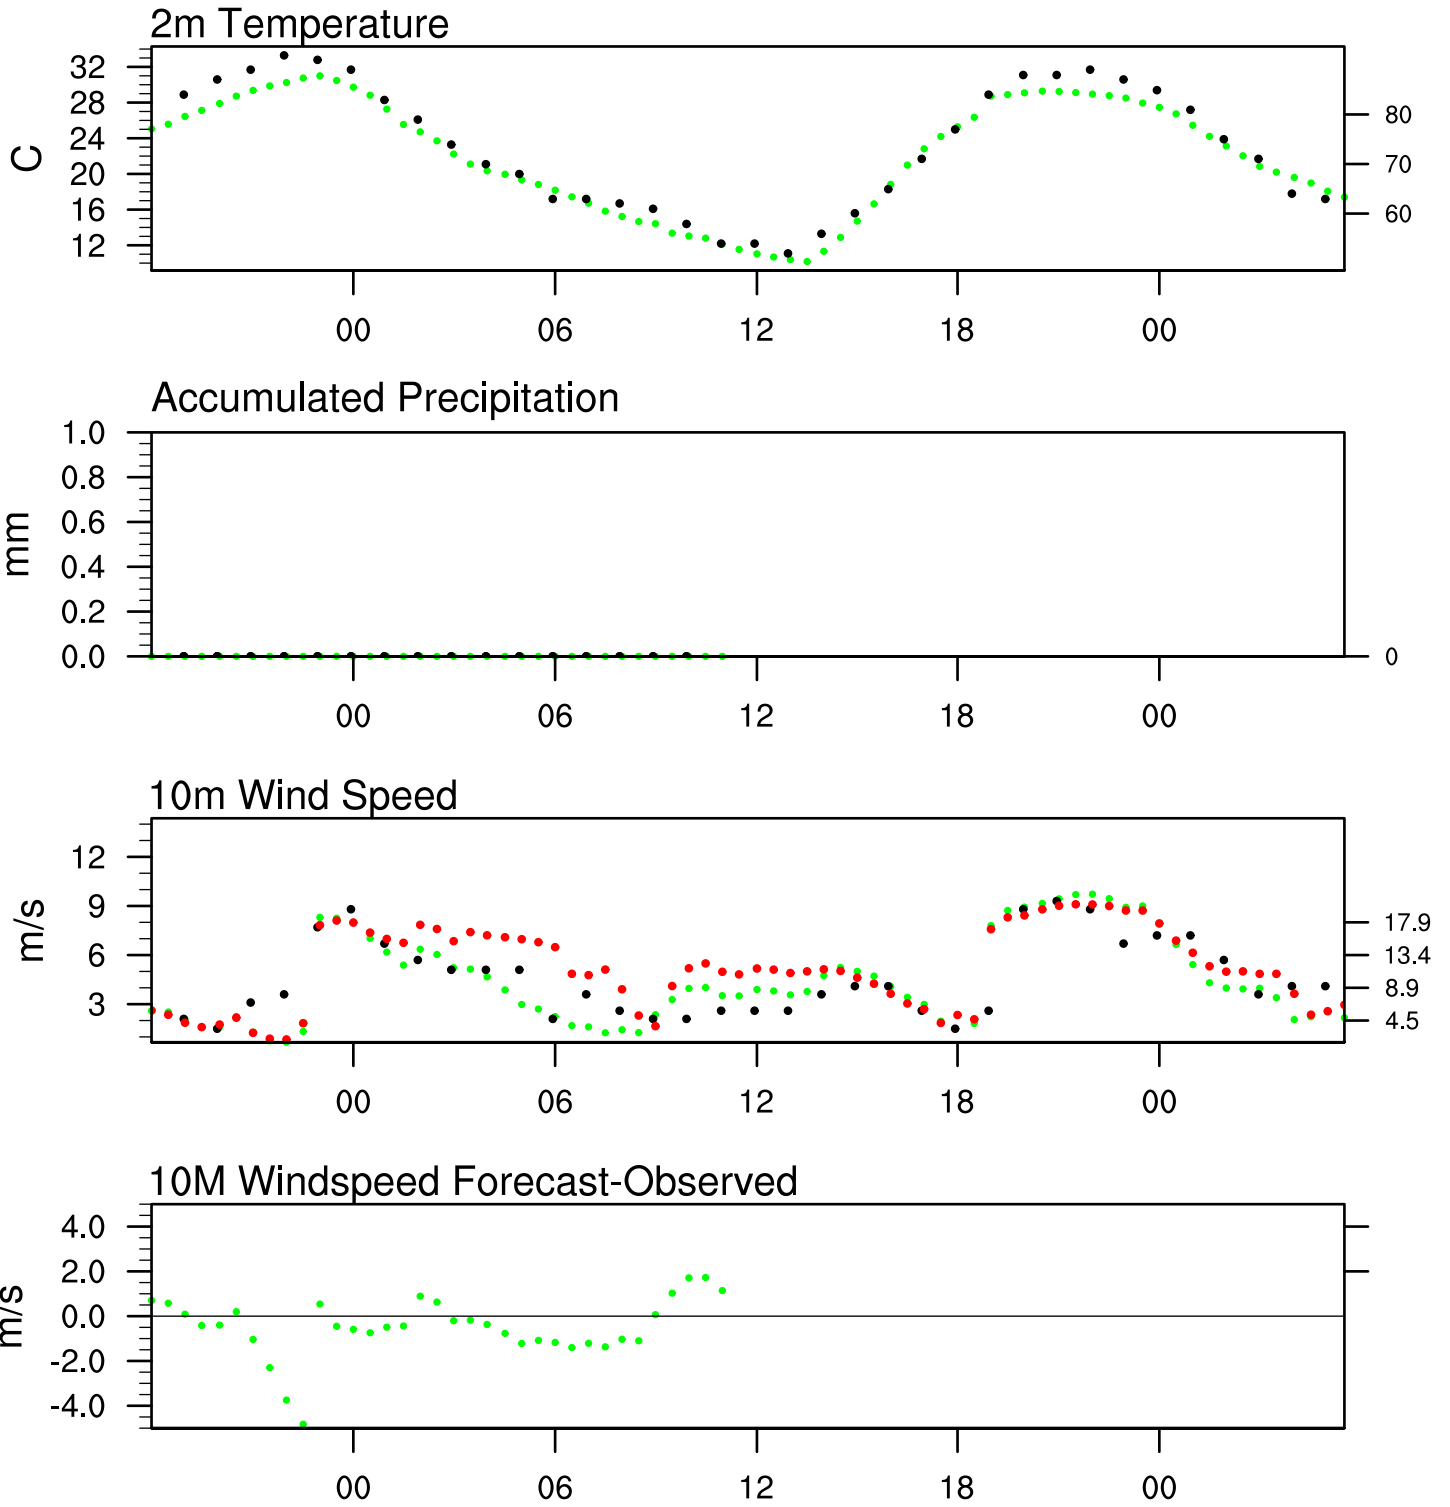 2m Temperature
C
32
28
24
20
16
12
80
70
60
00 06 12 18 00
Accumulated Precipitation
mm
1.0
0.8
0.6
0.4
0.2
0.0
0
00 06 12 18 00
10m Wind Speed
m/s
12
9
6
3
17.9
13.4
8.9
4.5
00 06 12 18 00
10M Windspeed Forecast-Observed
m/s
4.0
2.0
0.0
-2.0
-4.0
00 06 12 18 00